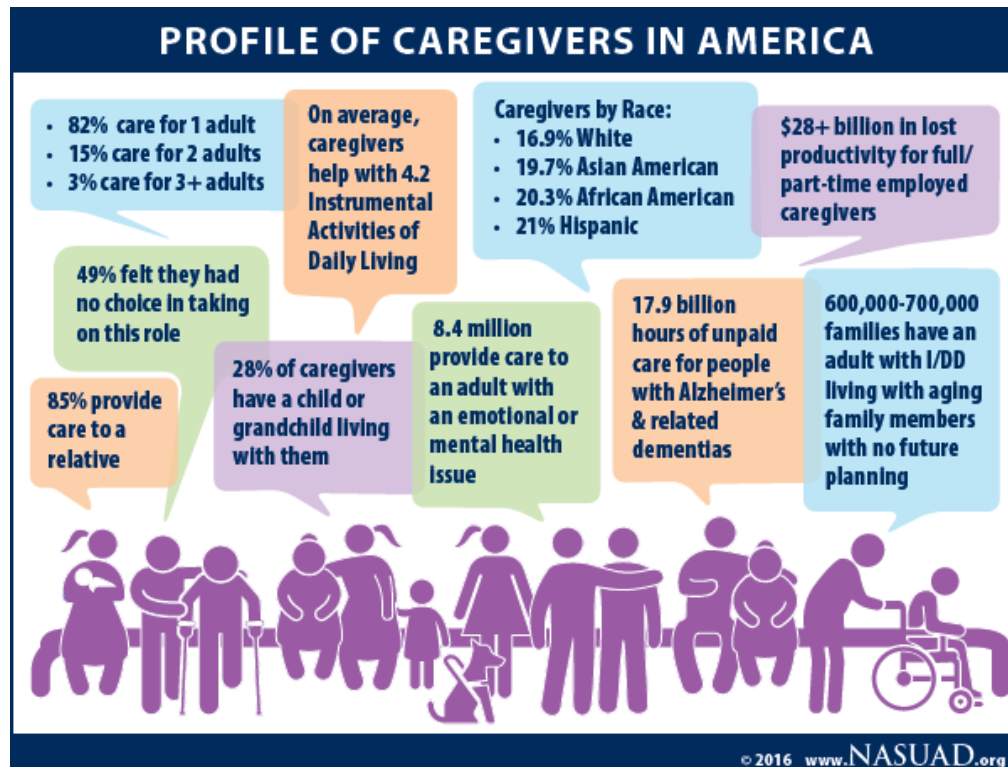 PROFILE OF CAREGIVERS IN AMERICA
• 82% care for 1 adult
• 15% care for 2 adults
• 3% care for 3+ adults
On average,
caregivers
help with 4.2
Instrumental
Activities of
Daily Living
Caregivers by Race:
• 16.9% White
• 19.7% Asian American
• 20.3% African American
• 21% Hispanic
$28+ billion in lost
productivity for full/
part-time employed
caregivers
49% felt they had
no choice in taking
on this role
85% provide
care to a
relative
28% of caregivers
have a child or
grandchild living
with them
8.4 million
provide care to
an adult with
an emotional or
mental health
issue
17.9 billion
hours of unpaid
care for people
with Alzheimer's
& related
dementias
600,000-700,000
families have an
adult with I/DD
living with aging
family members
with no future
planning
© 2016 www.NASUAD.org